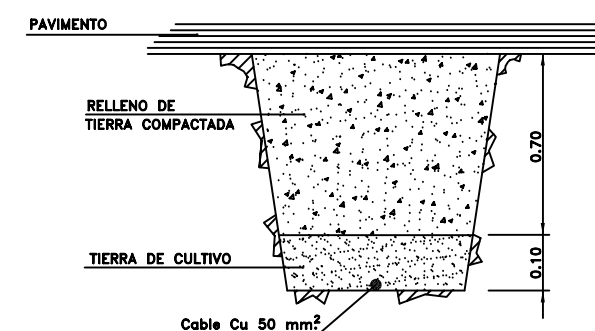 PAVIMENTO
RELLENO DE
TIERRA COMPACTADA
0.70
TIERRA DE CULTIVO
0.10
Cable Cu 50 mm²